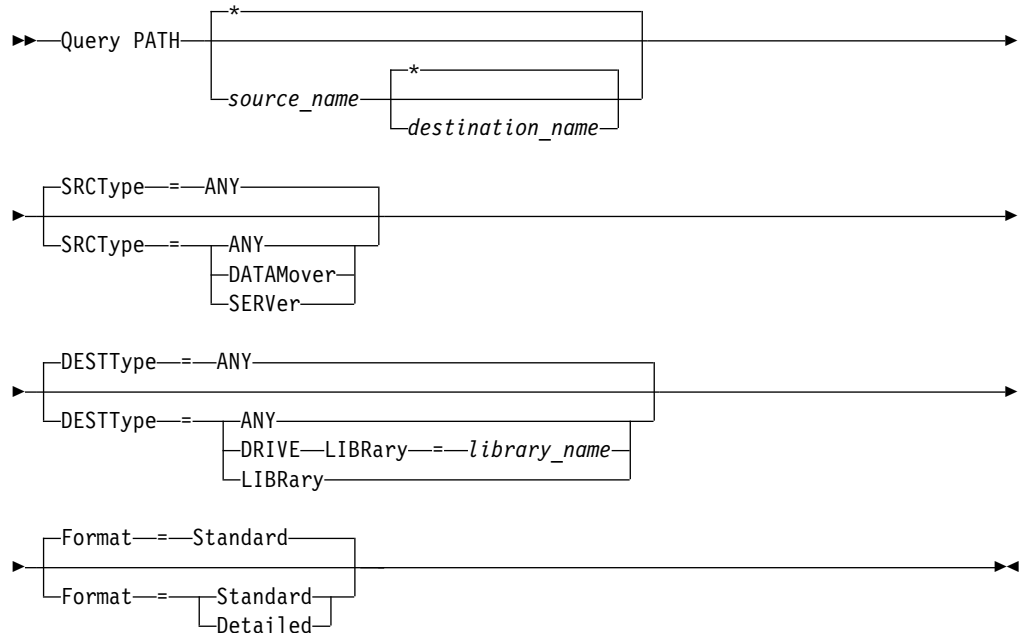 *
Query PATH
*
source_name
destination_name
SRCType = ANY
SRCType = ANY
DATAMover
SERVer
DESTType = ANY
DESTType = ANY
DRIVE LIBRary = library_name
LIBRary
Format = Standard
Format = Standard
Detailed